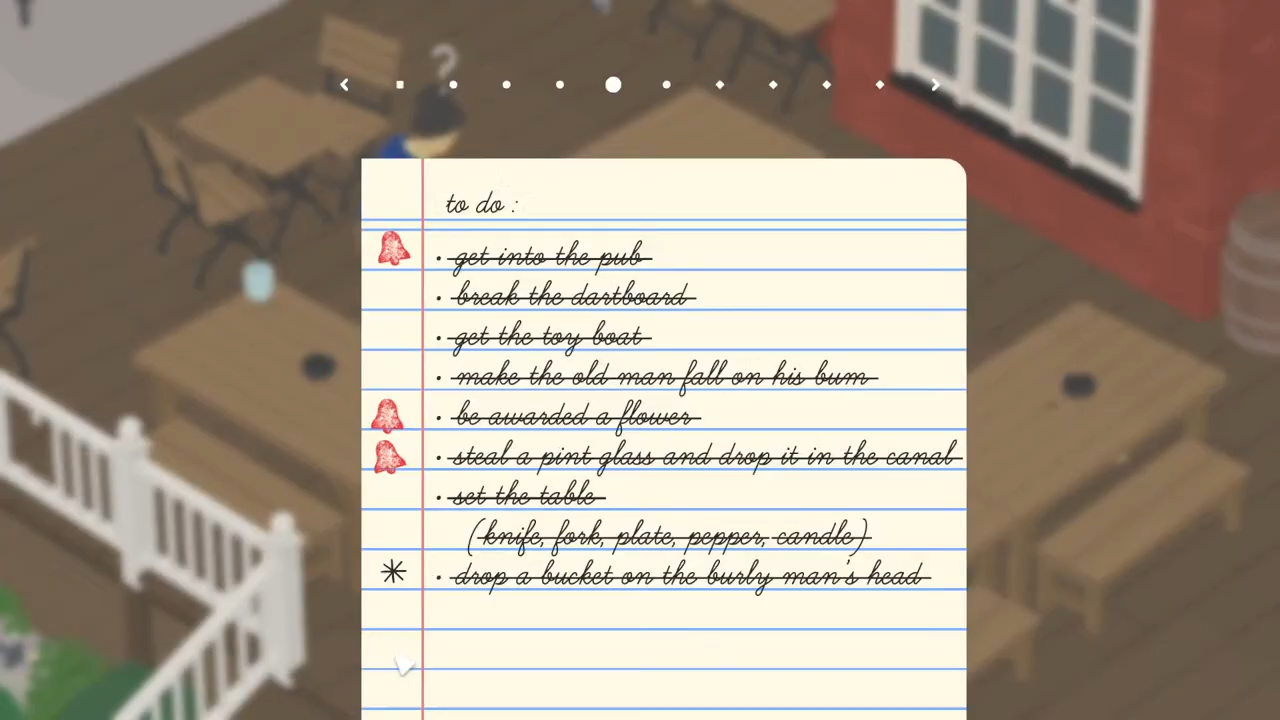 ?
to do :
· get into the pub
· break the dartboard
· get the toy boat
· make the old man fall on his bum
· be awarded a flower
· steal a pint glass and drop it in the canal
· set the table
(knife, fork, plate, pepper, candle)
· drop a bucket on the burly man's head